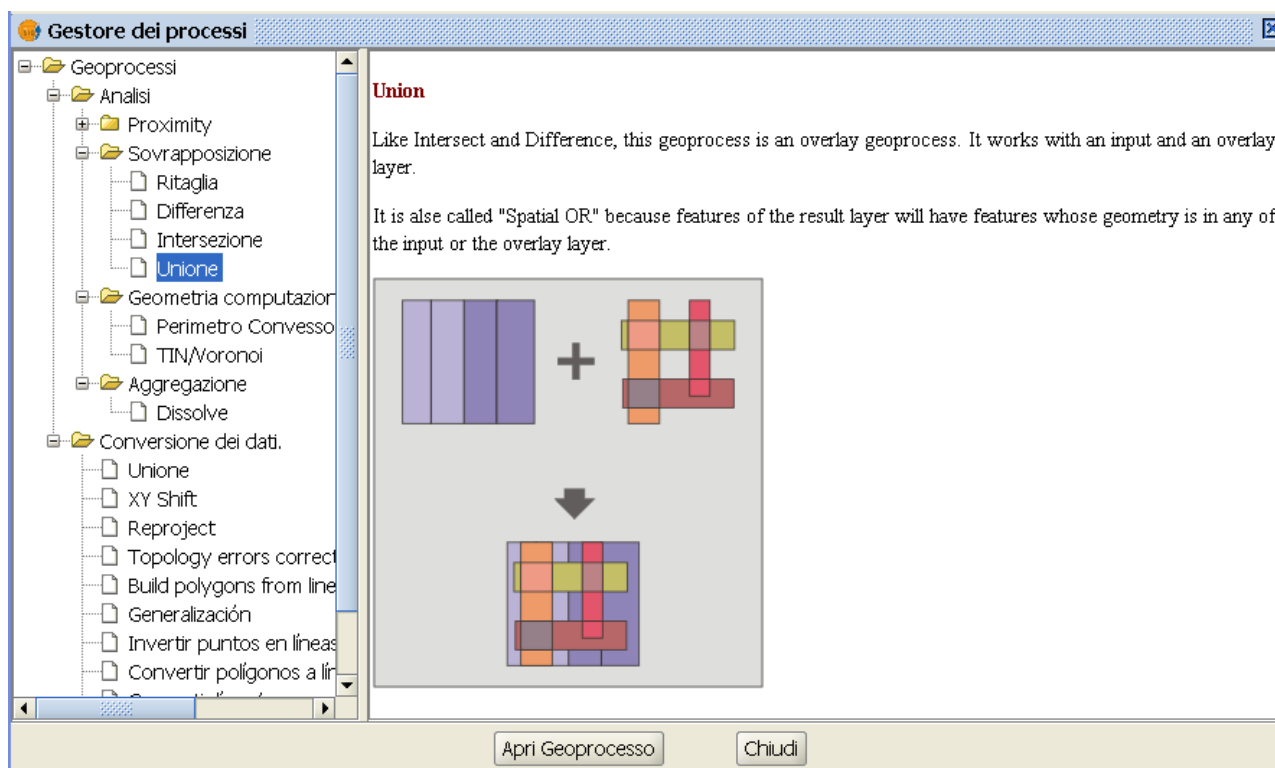 Gestore dei processi
Geoprocessi
Analisi
Proximity
Sovrapposizione
Ritaglia
Differenza
Intersezione
Unione
Geometria computazion
Perimetro Convesso
TIN/Voronoi
Aggregazione
Dissolve
Conversione dei dati.
Unione
XY Shift
Reproject
Topology errors correct
Build polygons from line
Generalización
Invertir puntos en líneas
Convertir polígonos a lín
Union
Like Intersect and Difference, this geoprocess is an overlay geoprocess. It works with an input and an overlay
layer.
It is alse called "Spatial OR" because features of the result layer will have features whose geometry is in any of
the input or the overlay layer.
Apri Geoprocesso
Chiudi